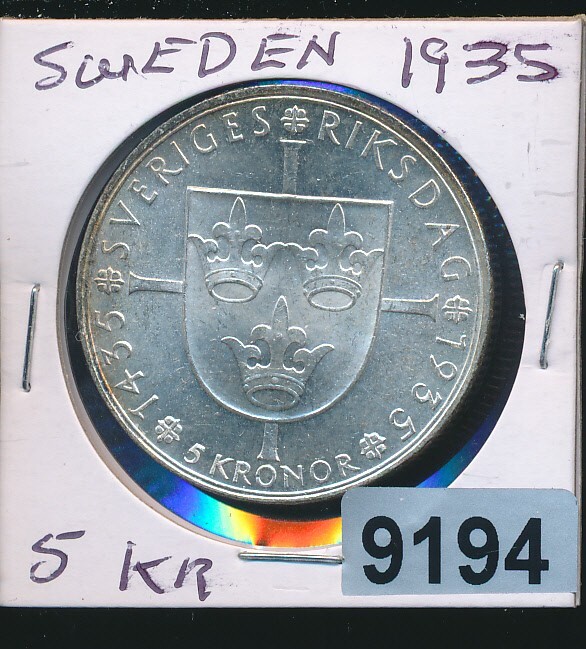 SWEDEN 1935
1435 SVERIGES RIKSDAG 1935
5 KRONOR
5 KR
9194